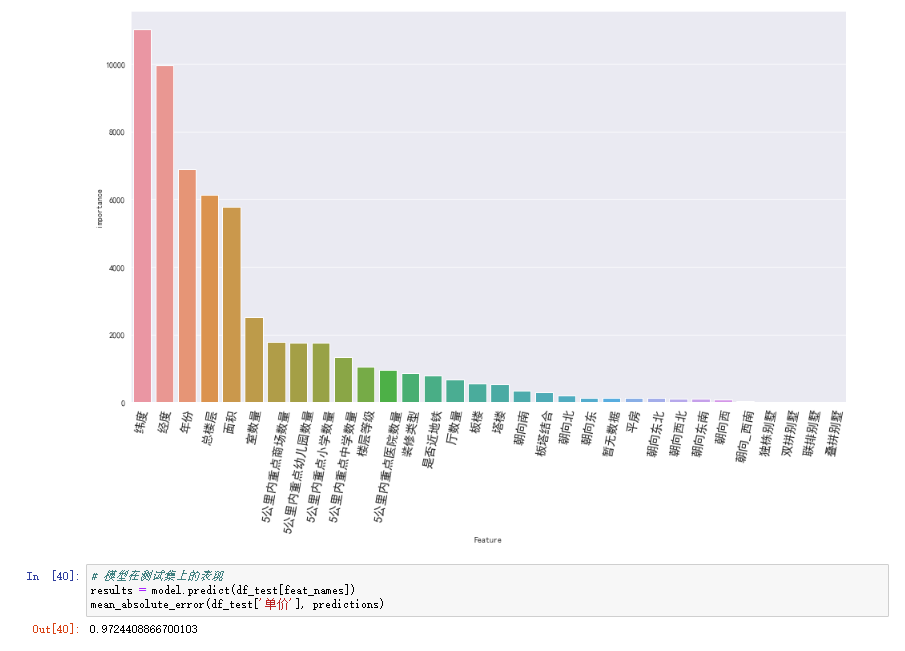 10000
8000
6000
4000
2000
0
importance
纬度
经度
年份
总楼层
面积
室数量
5公里内重点商场数量
5公里内重点幼儿园数量
5公里内重点小学数量
5公里内重点中学数量
楼层等级
5公里内重点医院数量
装修类型
是否近地铁
厅数量
板楼
塔楼
朝向南
板塔结合
朝向北
朝向东
暂无数据
平房
朝向东北
朝向西北
朝向东南
朝向西
朝向_西南
独栋别墅
双拼别墅
联排别墅
叠拼别墅
Feature
In [40]:
# 模型在测试集上的表现
results = model.predict(df_test[feat_names])
mean_absolute_error(df_test['单价'], predictions)
Out[40]: 0.9724408866700103